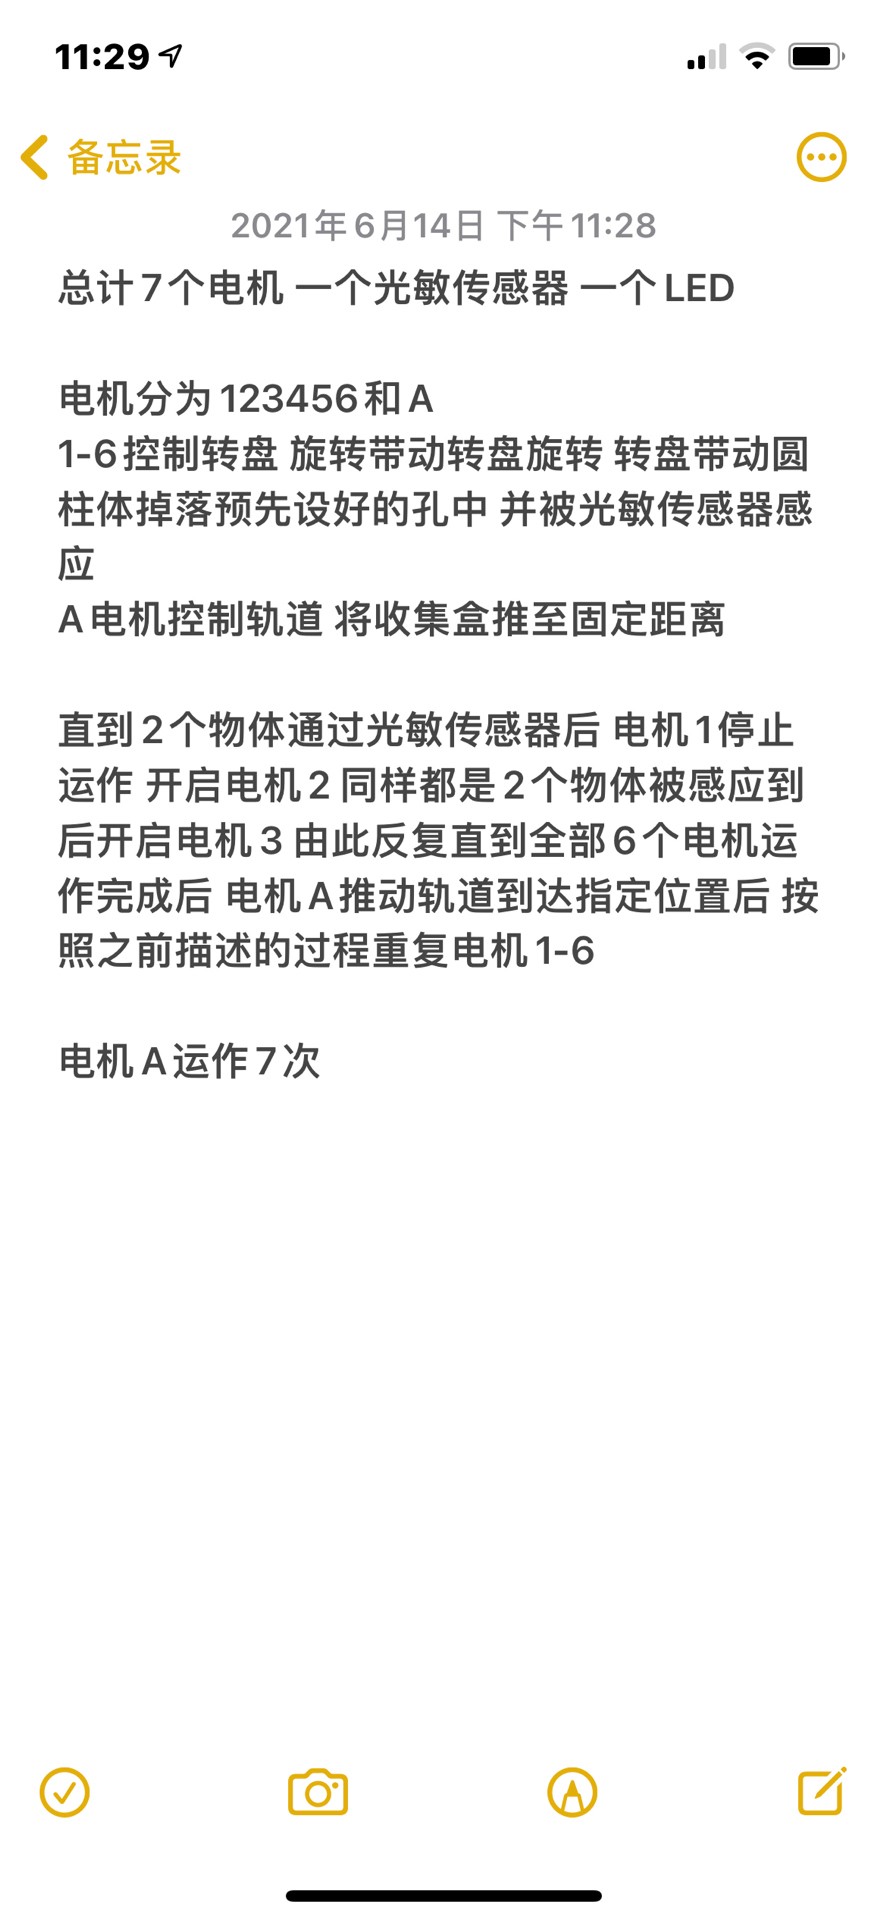 11:29
备忘录
2021年6月14日 下午11:28
总计7个电机 一个光敏传感器 一个LED
电机分为123456和A
1-6控制转盘 旋转带动转盘旋转 转盘带动圆
柱体掉落预先设好的孔中 并被光敏传感器感
应
A电机控制轨道 将收集盒推至固定距离
直到2个物体通过光敏传感器后 电机1停止
运作 开启电机2 同样都是2个物体被感应到
后开启电机3 由此反复直到全部6个电机运
作完成后 电机A推动轨道到达指定位置后 按
照之前描述的过程重复电机1-6
电机A运作7次